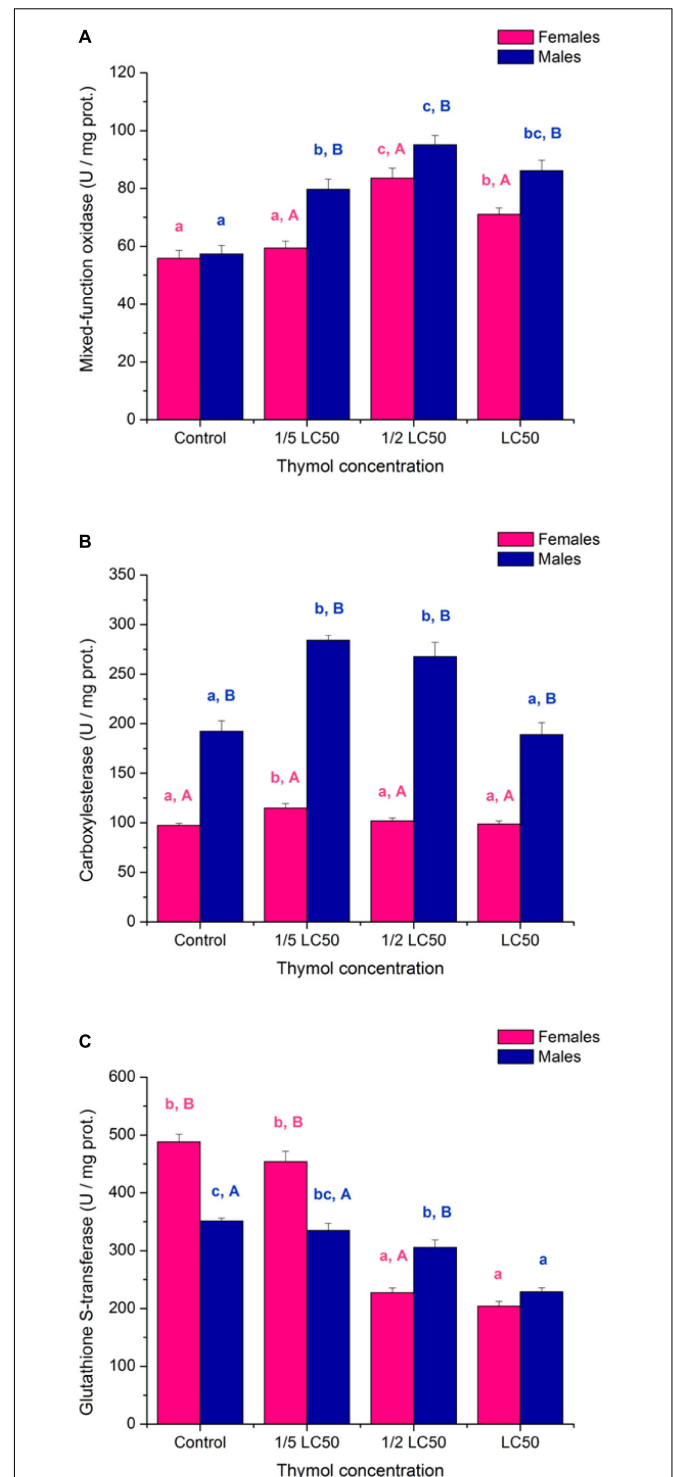 A
Females
Males
Mixed-function oxidase (U / mg prot.)
120
100
80
60
40
20
0
a
a
a, A
b, B
c, A
c, B
b, A
bc, B
Control
1/5 LC50
1/2 LC50
LC50
Thymol concentration
B
Females
Males
Carboxylesterase (U / mg prot.)
350
300
250
200
150
100
50
0
a, A
a, B
b, A
b, B
a, A
b, B
a, A
a, B
Control
1/5 LC50
1/2 LC50
LC50
Thymol concentration
C
Females
Males
Glutathione S-transferase (U / mg prot.)
600
500
400
300
200
100
0
b, B
c, A
b, B
bc, A
a, A
b, B
a
a
Control
1/5 LC50
1/2 LC50
LC50
Thymol concentration